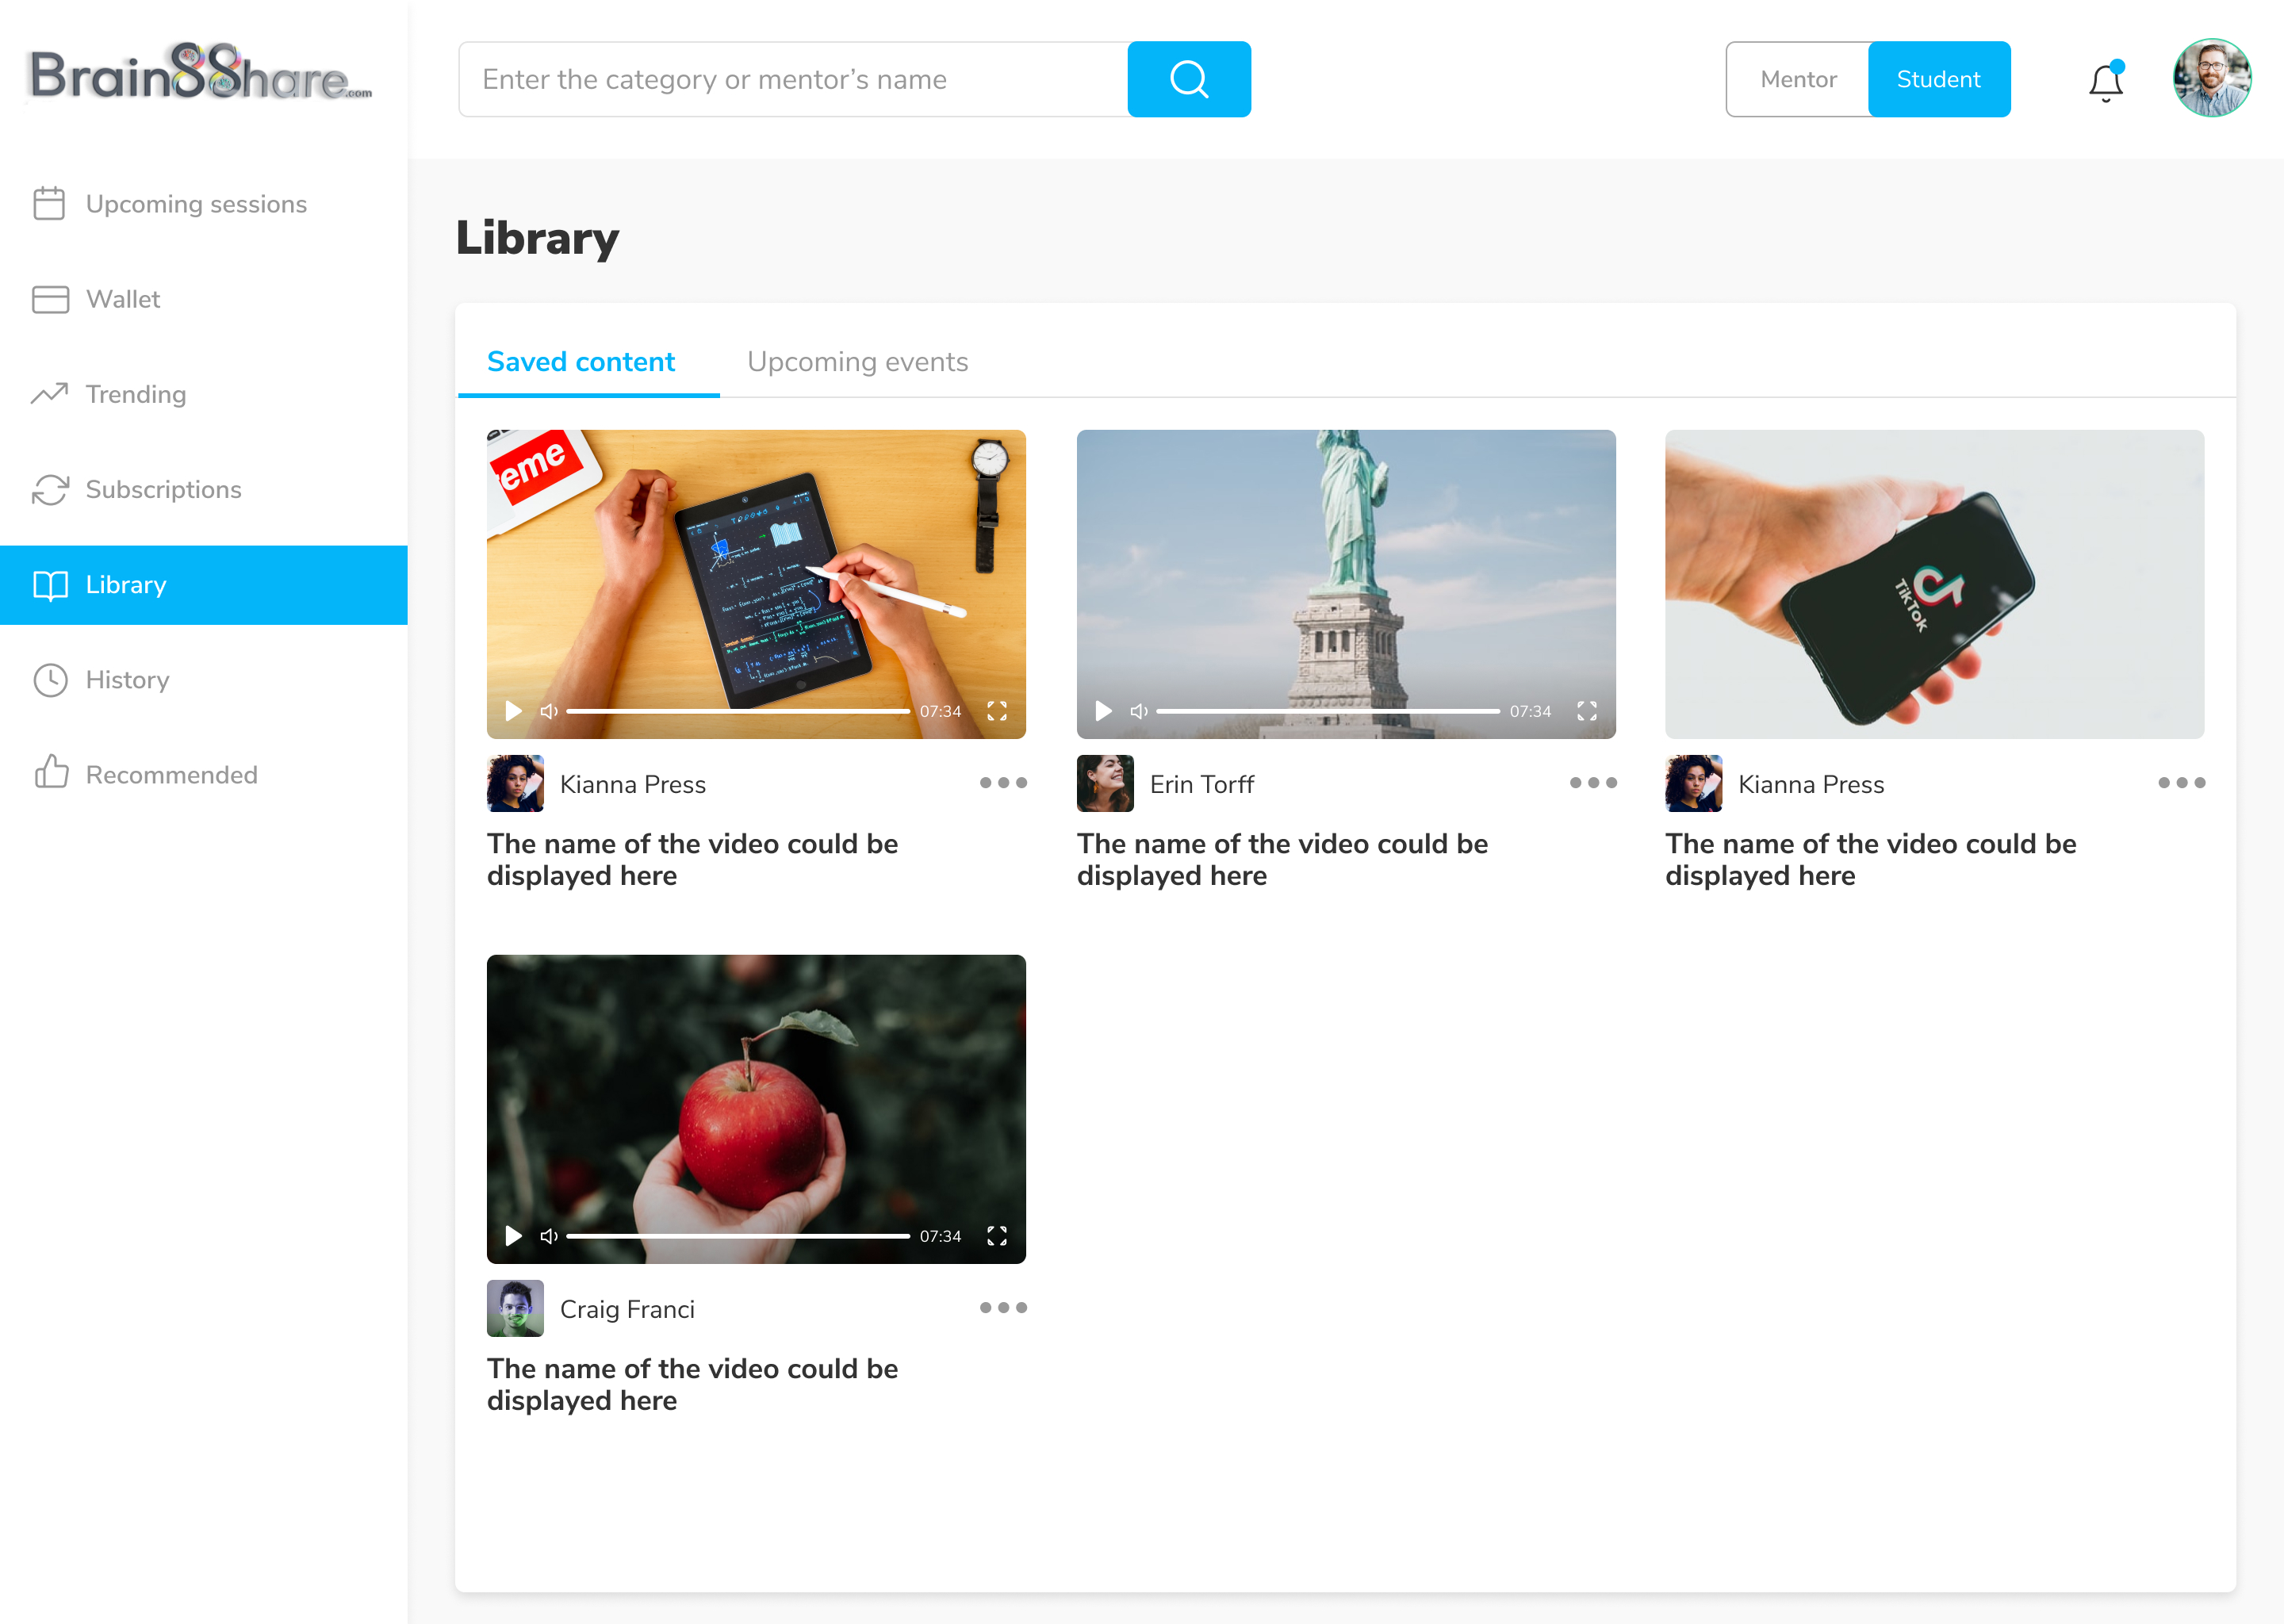 Brain88hare.com
Enter the category or mentor’s name
Mentor
Student
Upcoming sessions
Wallet
Trending
Subscriptions
Library
History
Recommended
Library
Saved content
Upcoming events
eme
TikTok
07:34
07:34
Kianna Press
Erin Torff
Kianna Press
The name of the video could be
displayed here
The name of the video could be
displayed here
The name of the video could be
displayed here
07:34
Craig Franci
The name of the video could be
displayed here